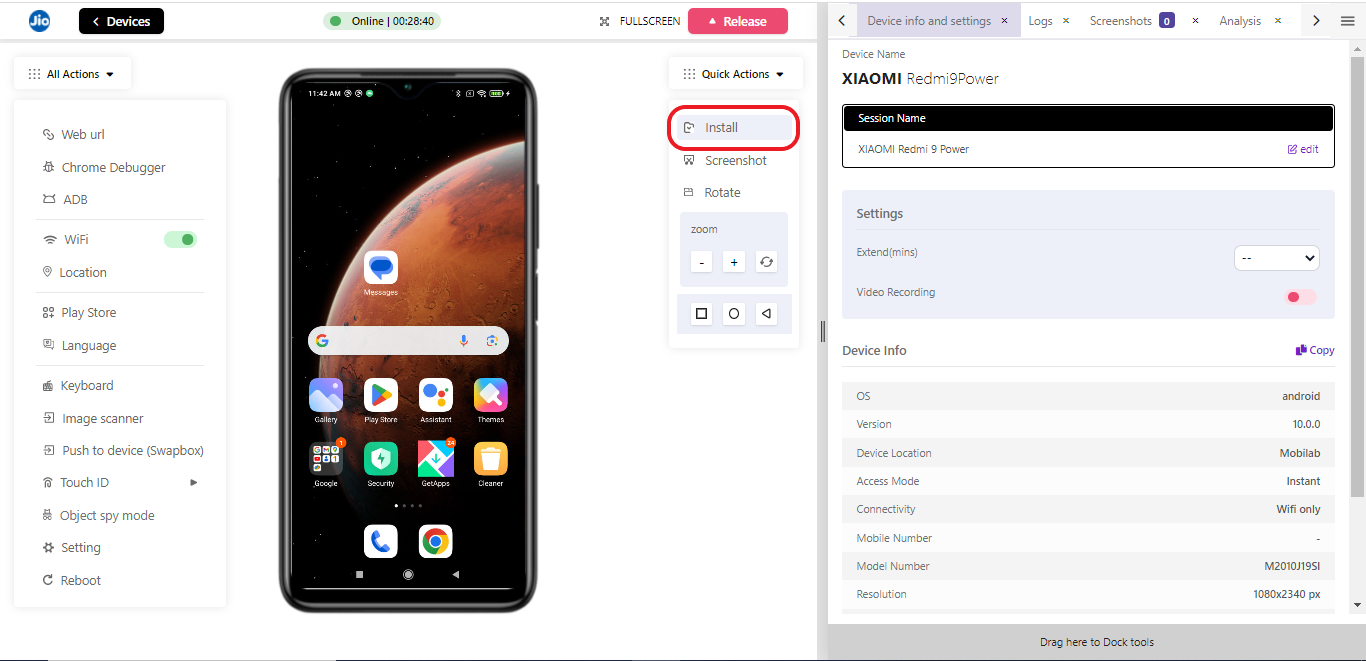 Jio
Devices
Online | 00:28:40
FULLSCREEN
Release
Device info and settings ×
Logs ×
Screenshots 0 ×
Analysis ×
All Actions
Web url
Chrome Debugger
ADB
WiFi
Location
Play Store
Language
Keyboard
Image scanner
Push to device (Swapbox)
Touch ID
Object spy mode
Setting
Reboot
11:42 AM
Messages
Gallery
Play Store
Assistant
Themes
1
24
Google
Security
GetApps
Cleaner
Quick Actions
Install
Screenshot
Rotate
zoom
- +
Device Name
XIAOMI Redmi9Power
Session Name
XIAOMI Redmi 9 Power
edit
Settings
Extend(mins)
--
Video Recording
Device Info
Copy
OS android
Version 10.0.0
Device Location Mobilab
Access Mode Instant
Connectivity Wifi only
Mobile Number -
Model Number M2010J19SI
Resolution 1080x2340 px
Drag here to Dock tools